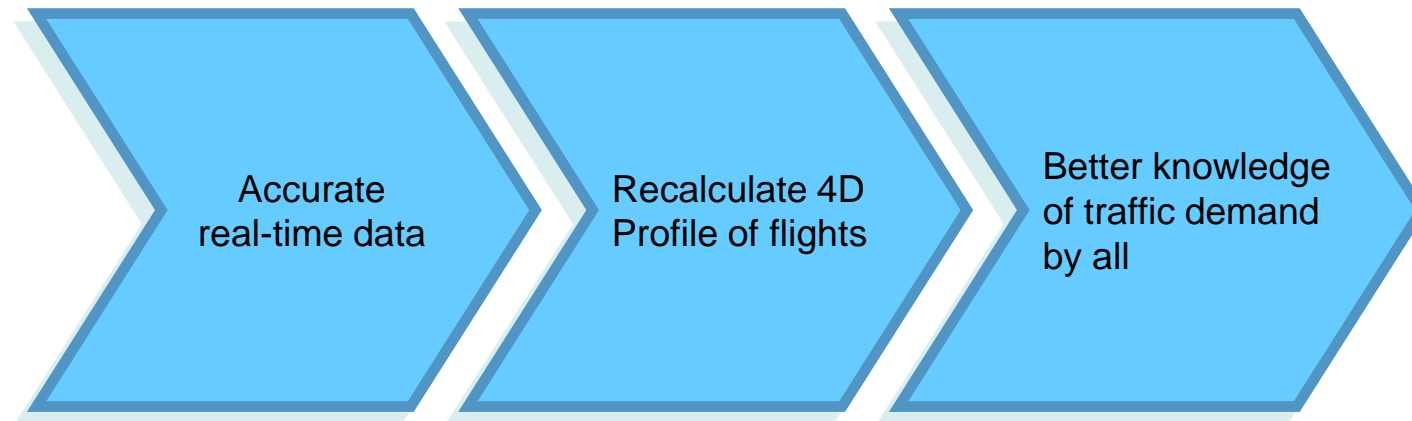 Accurate
real-time data
Recalculate 4D
Profile of flights
Better knowledge
of traffic demand
by all